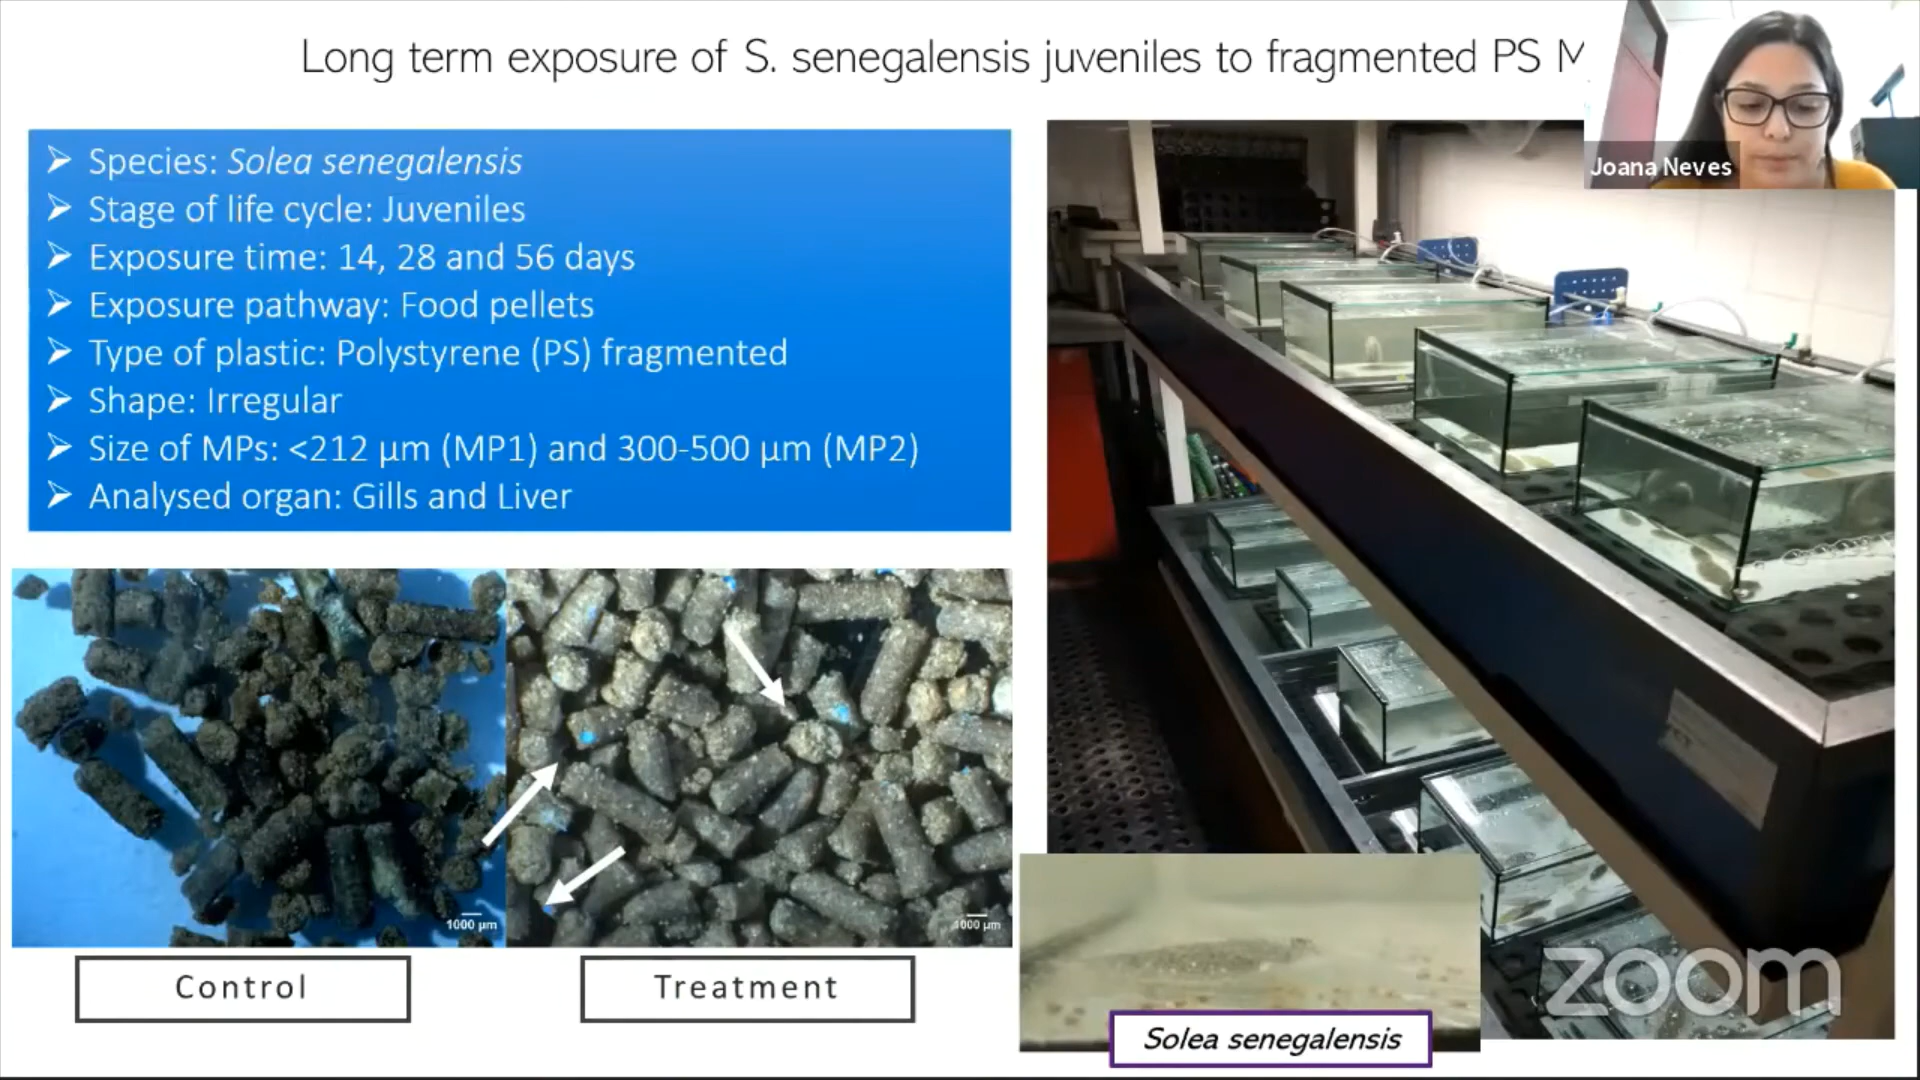 Long term exposure of S. senegalensis juveniles to fragmented PS M
Joana Neves
➢ Species: Solea senegalensis
➢ Stage of life cycle: Juveniles
➢ Exposure time: 14, 28 and 56 days
➢ Exposure pathway: Food pellets
➢ Type of plastic: Polystyrene (PS) fragmented
➢ Shape: Irregular
➢ Size of MPs: <212 µm (MP1) and 300-500 µm (MP2)
➢ Analysed organ: Gills and Liver
1000 µm
1000 µm
Control
Treatment
Solea senegalensis
zoom